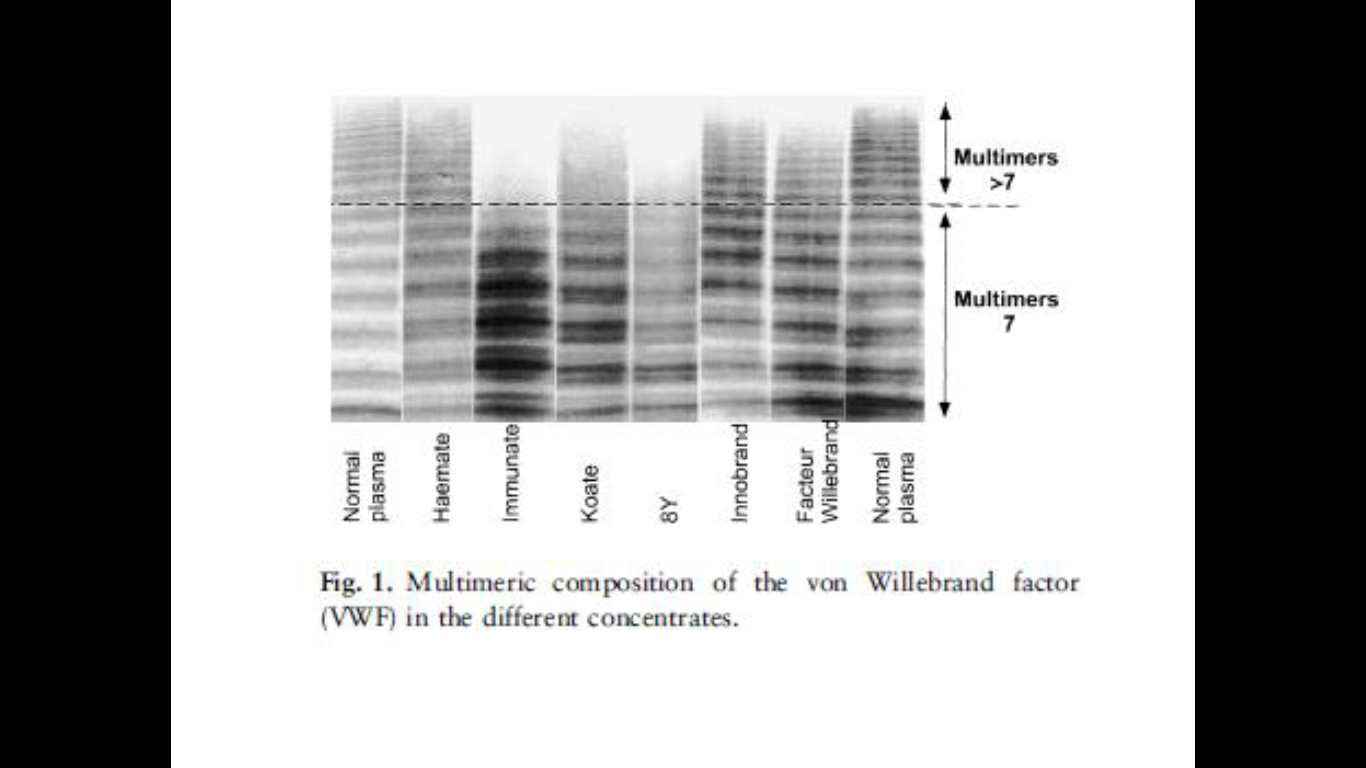 Multimers
>7
Multimers
7
Normal
plasma
Haemate
Immunate
Koate
8Y
Innobrand
Facteur
Willebrand
Normal
plasma
Fig. 1. Multimeric composition of the von Willebrand factor
(VWF) in the different concentrates.